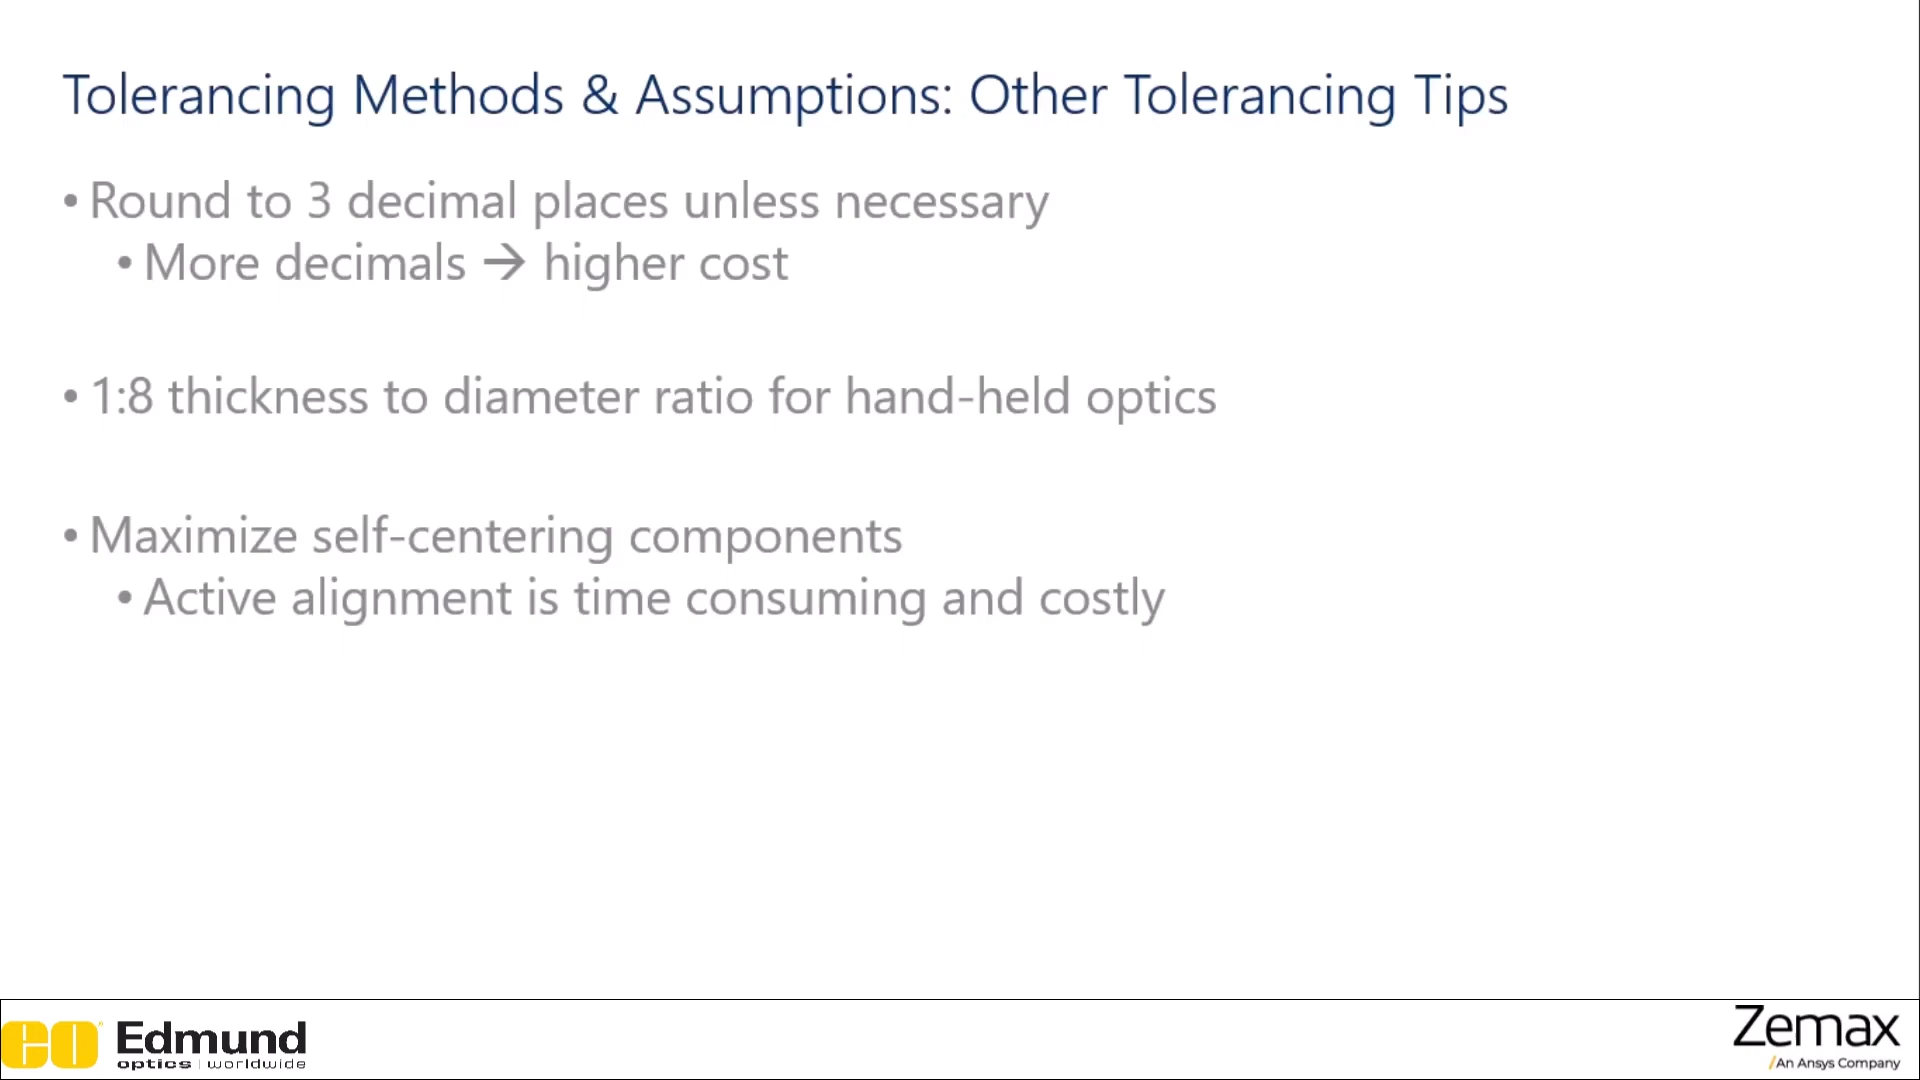 Tolerancing Methods & Assumptions: Other Tolerancing Tips
• Round to 3 decimal places unless necessary
• More decimals → higher cost
• 1:8 thickness to diameter ratio for hand-held optics
• Maximize self-centering components
• Active alignment is time consuming and costly
EO Edmund
optics | worldwide
Zemax
/An Ansys Company